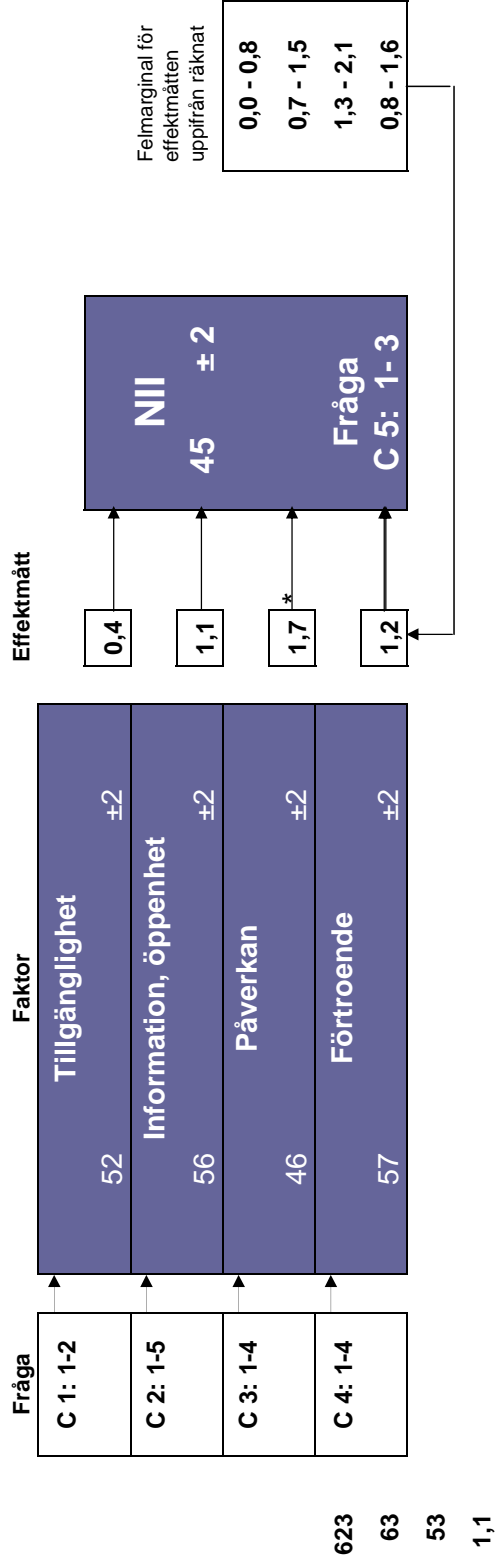 Fråga
Faktor
Effektmått
C 1: 1-2
Tillgänglighet
52 ±2
0,4
C 2: 1-5
Information, öppenhet
56 ±2
1,1
C 3: 1-4
Påverkan
46 ±2
1,7
*
C 4: 1-4
Förtroende
57 ±2
1,2
NII
45 ± 2
Fråga
C 5: 1- 3
Felmarginal för
effektmåtten
uppifrån räknat
0,0 - 0,8
0,7 - 1,5
1,3 - 2,1
0,8 - 1,6
623
63
53
1,1